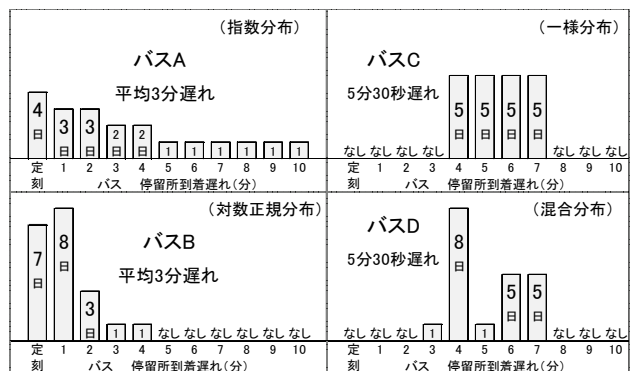 （指数分布）
バスA
平均3分遅れ
4日 3日 3日 2日 2日 1 1 1 1 1 1
定刻 1 2 3 4 5 6 7 8 9 10
バス 停留所到着遅れ（分）
（一様分布）
バスC
5分30秒遅れ
5日 5日 5日 5日
なし なし なし なし なし なし なし
定刻 1 2 3 4 5 6 7 8 9 10
バス 停留所到着遅れ（分）
（対数正規分布）
バスB
平均3分遅れ
7日 8日 3日 1 1 なし なし なし なし なし なし
定刻 1 2 3 4 5 6 7 8 9 10
バス 停留所到着遅れ（分）
（混合分布）
バスD
5分30秒遅れ
なし なし なし 1 8日 1 5日 5日 なし なし なし
定刻 1 2 3 4 5 6 7 8 9 10
バス 停留所到着遅れ（分）